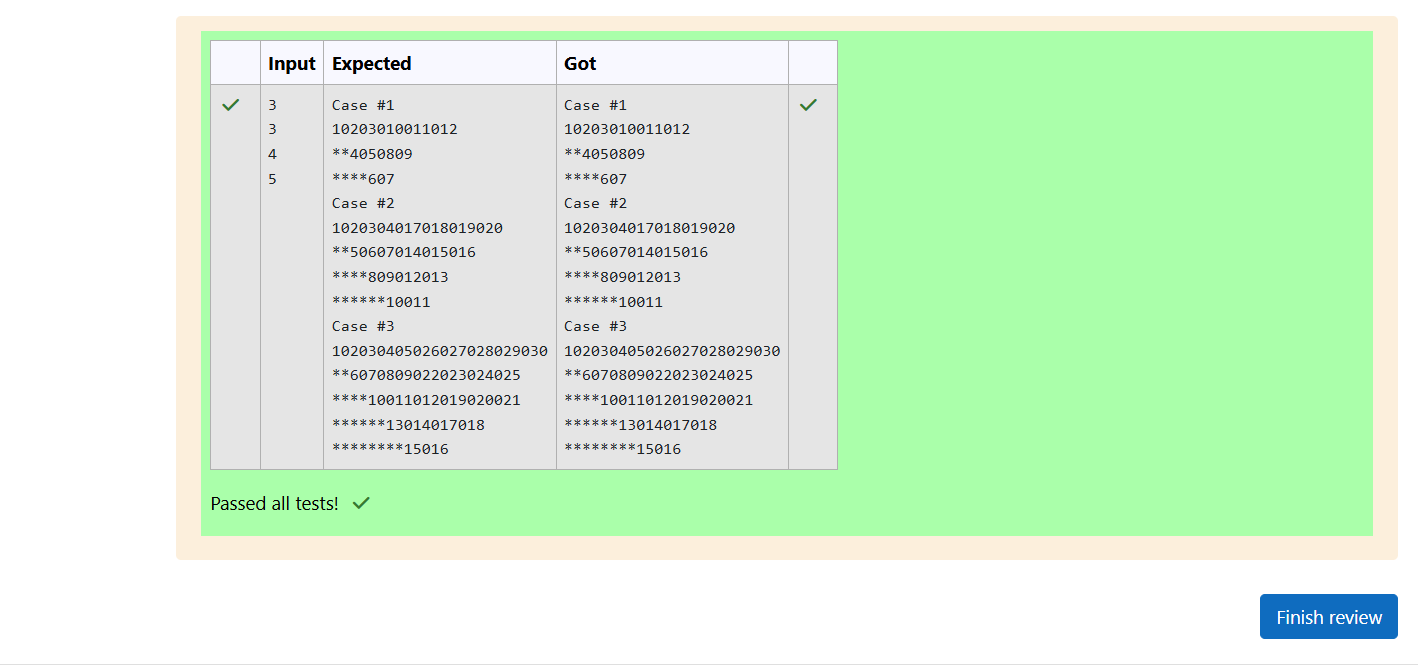 Input Expected Got
3 Case #1 Case #1
3 10203010011012 10203010011012
4 **4050809 **4050809
5 ****607 ****607
Case #2 Case #2
1020304017018019020 1020304017018019020
**50607014015016 **50607014015016
****809012013 ****809012013
******10011 ******10011
Case #3 Case #3
102030405026027028029030 102030405026027028029030
**6070809022023024025 **6070809022023024025
****10011012019020021 ****10011012019020021
******13014017018 ******13014017018
********15016 ********15016
Passed all tests!
Finish review